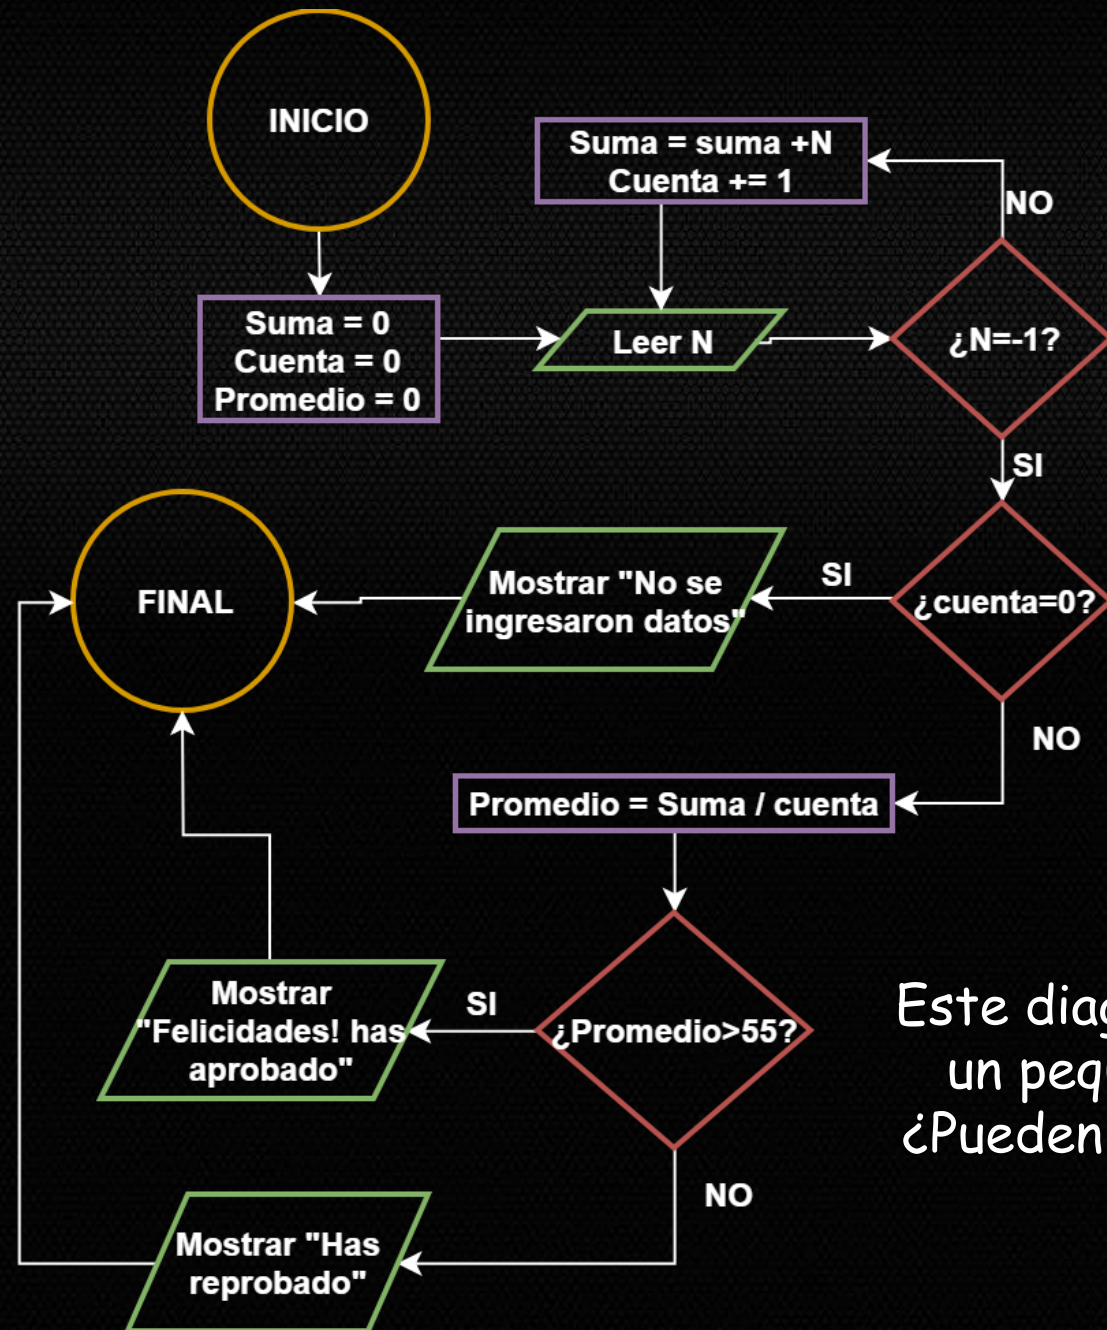 INICIO
Suma = 0
Cuenta = 0
Promedio = 0
Leer N
¿N=-1?
NO
Suma = suma +N
Cuenta += 1
SI
¿cuenta=0?
SI
Mostrar "No se
ingresaron datos"
FINAL
NO
Promedio = Suma / cuenta
¿Promedio>55?
SI
Mostrar
"Felicidades! has
aprobado"
NO
Mostrar "Has
reprobado"
Este
un
¿Pueden